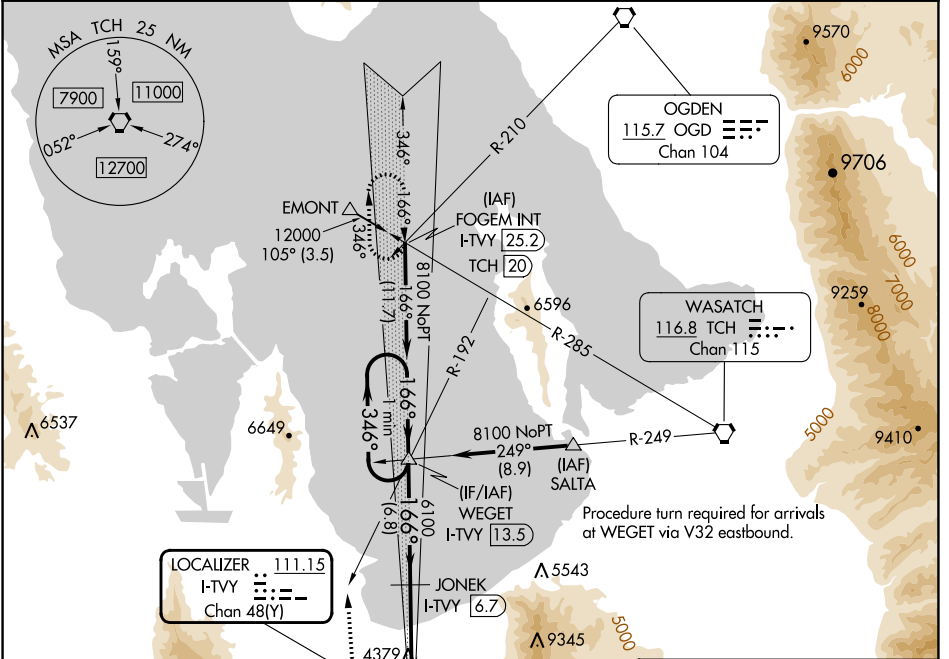 MSA TCH 25 NM
159°
7900
11000
052°
274°
12700
9570
6000
OGDEN
115.7 OGD
Chan 104
R-210
346°
166°
346°
EMONT
12000
105° (3.5)
(IAF)
FOGEM INT
I-TVY 25.2
TCH 20
9706
6000
7000
8000
9259
8100 NoPT
166°
(11.7)
R-192
6596
R-285
WASATCH
116.8 TCH
Chan 115
5000
9410
6537
6649
346°
1 min
166°
8100 NoPT
249°
(8.9)
R-249
(IAF)
SALTA
(IF/IAF)
WEGET
I-TVY 13.5
Procedure turn required for arrivals
at WEGET via V32 eastbound.
6100
166°
(6.8)
LOCALIZER 111.15
I-TVY
Chan 48(Y)
JONEK
I-TVY 6.7
5543
5000
9345
4379